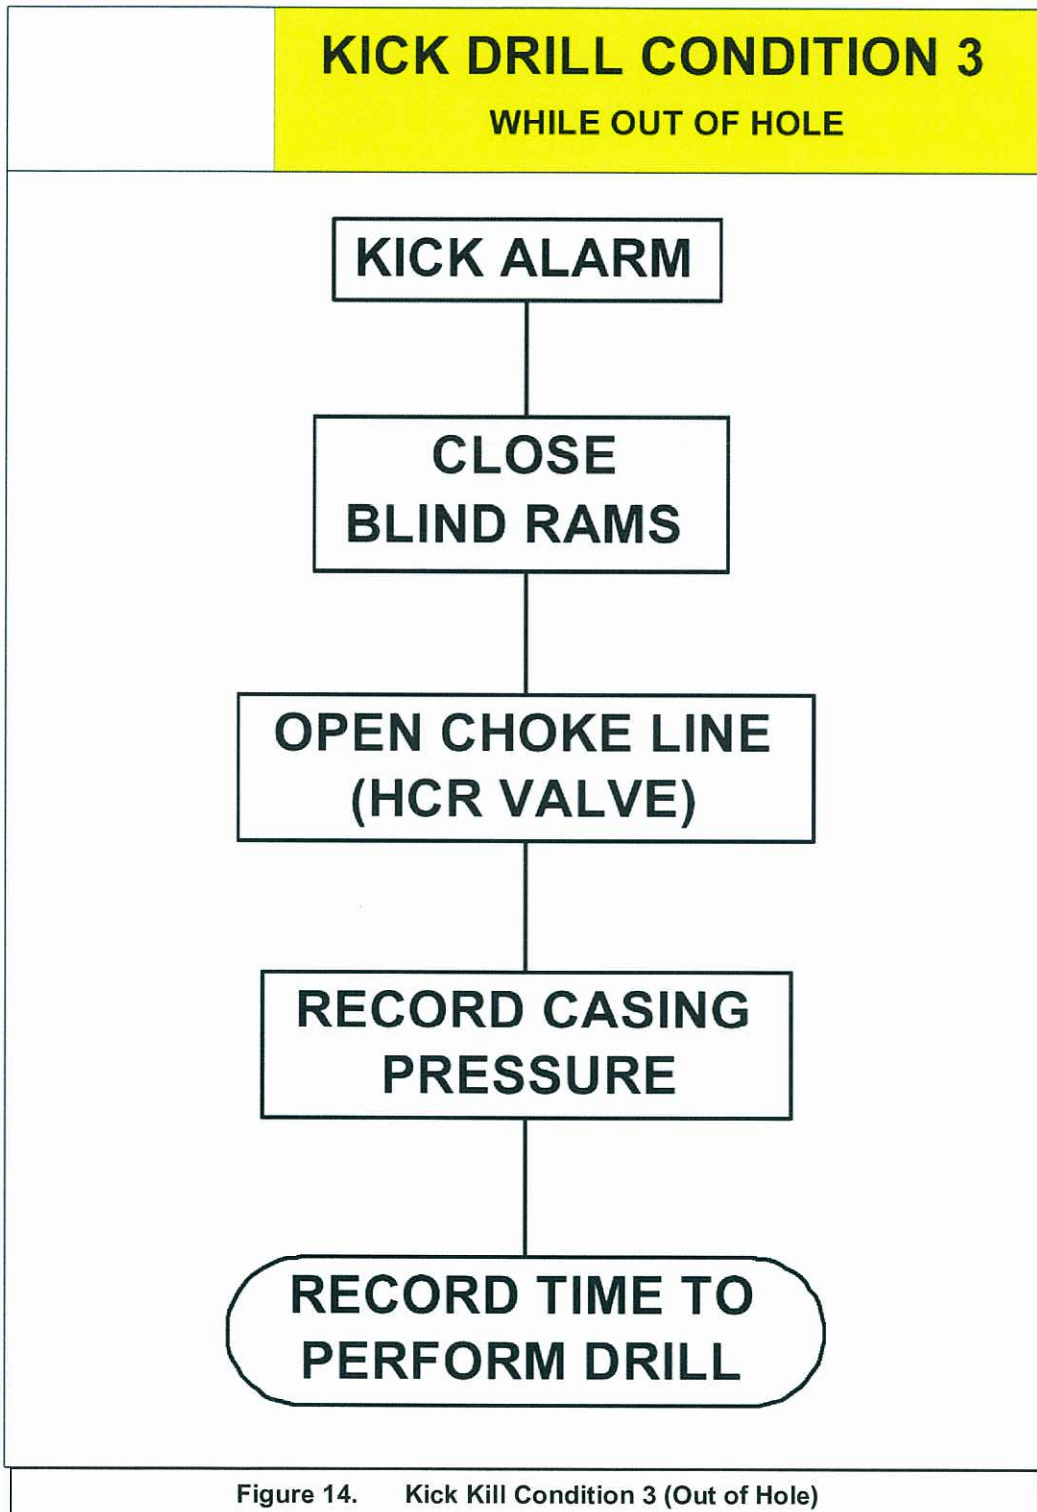 KICK DRILL CONDITION 3
WHILE OUT OF HOLE
KICK ALARM
CLOSE
BLIND RAMS
OPEN CHOKE LINE
(HCR VALVE)
RECORD CASING
PRESSURE
RECORD TIME TO
PERFORM DRILL
Figure 14. Kick Kill Condition 3 (Out of Hole)